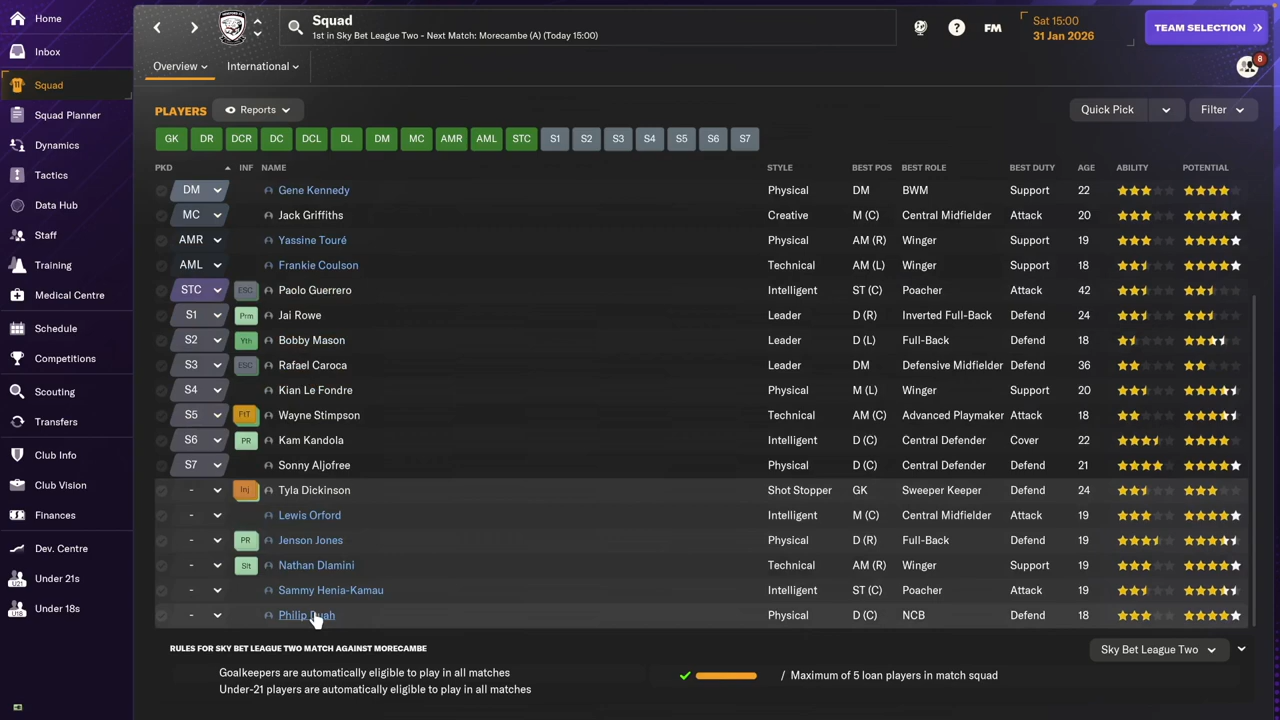 Home
Inbox
Squad
Squad Planner
Dynamics
Tactics
Data Hub
Staff
Training
Medical Centre
Schedule
Competitions
Scouting
Transfers
Club Info
Club Vision
Finances
Dev. Centre
Under 21s
Under 18s
Squad
1st in Sky Bet League Two - Next Match: Morecambe (A) (Today 15:00)
FM
Sat 15:00
31 Jan 2026
TEAM SELECTION
8
Overview International
PLAYERS Reports Quick Pick Filter
GK DR DCR DC DCL DL DM MC AMR AML STC S1 S2 S3 S4 S5 S6 S7
PKD INF NAME STYLE BEST POS BEST ROLE BEST DUTY AGE ABILITY POTENTIAL
DM Gene Kennedy Physical DM BWM Support 22
MC Jack Griffiths Creative M (C) Central Midfielder Attack 20
AMR Yassine Touré Physical AM (R) Winger Support 19
AML Frankie Coulson Technical AM (L) Winger Support 18
STC ESC Paolo Guerrero Intelligent ST (C) Poacher Attack 42
S1 Prm Jai Rowe Leader D (R) Inverted Full-Back Defend 24
S2 Yth Bobby Mason Leader D (L) Full-Back Defend 18
S3 ESC Rafael Caroca Leader DM Defensive Midfielder Defend 36
S4 Kian Le Fondre Physical M (L) Winger Support 20
S5 FtT Wayne Stimpson Technical AM (C) Advanced Playmaker Attack 18
S6 PR Kam Kandola Intelligent D (C) Central Defender Cover 22
S7 Sonny Aljofree Physical D (C) Central Defender Defend 21
- Inj Tyla Dickinson Shot Stopper GK Sweeper Keeper Defend 24
- Lewis Orford Intelligent M (C) Central Midfielder Attack 19
- PR Jenson Jones Physical D (R) Full-Back Defend 19
- Slt Nathan Dlamini Technical AM (R) Winger Support 19
- Sammy Henia-Kamau Intelligent ST (C) Poacher Attack 19
- Philip Physical D (C) NCB Defend 18
RULES FOR SKY BET LEAGUE TWO MATCH AGAINST MORECAMBE Sky Bet League Two
Goalkeepers are automatically eligible to play in all matches
Under-21 players are automatically eligible to play in all matches
/ Maximum of 5 loan players in match squad